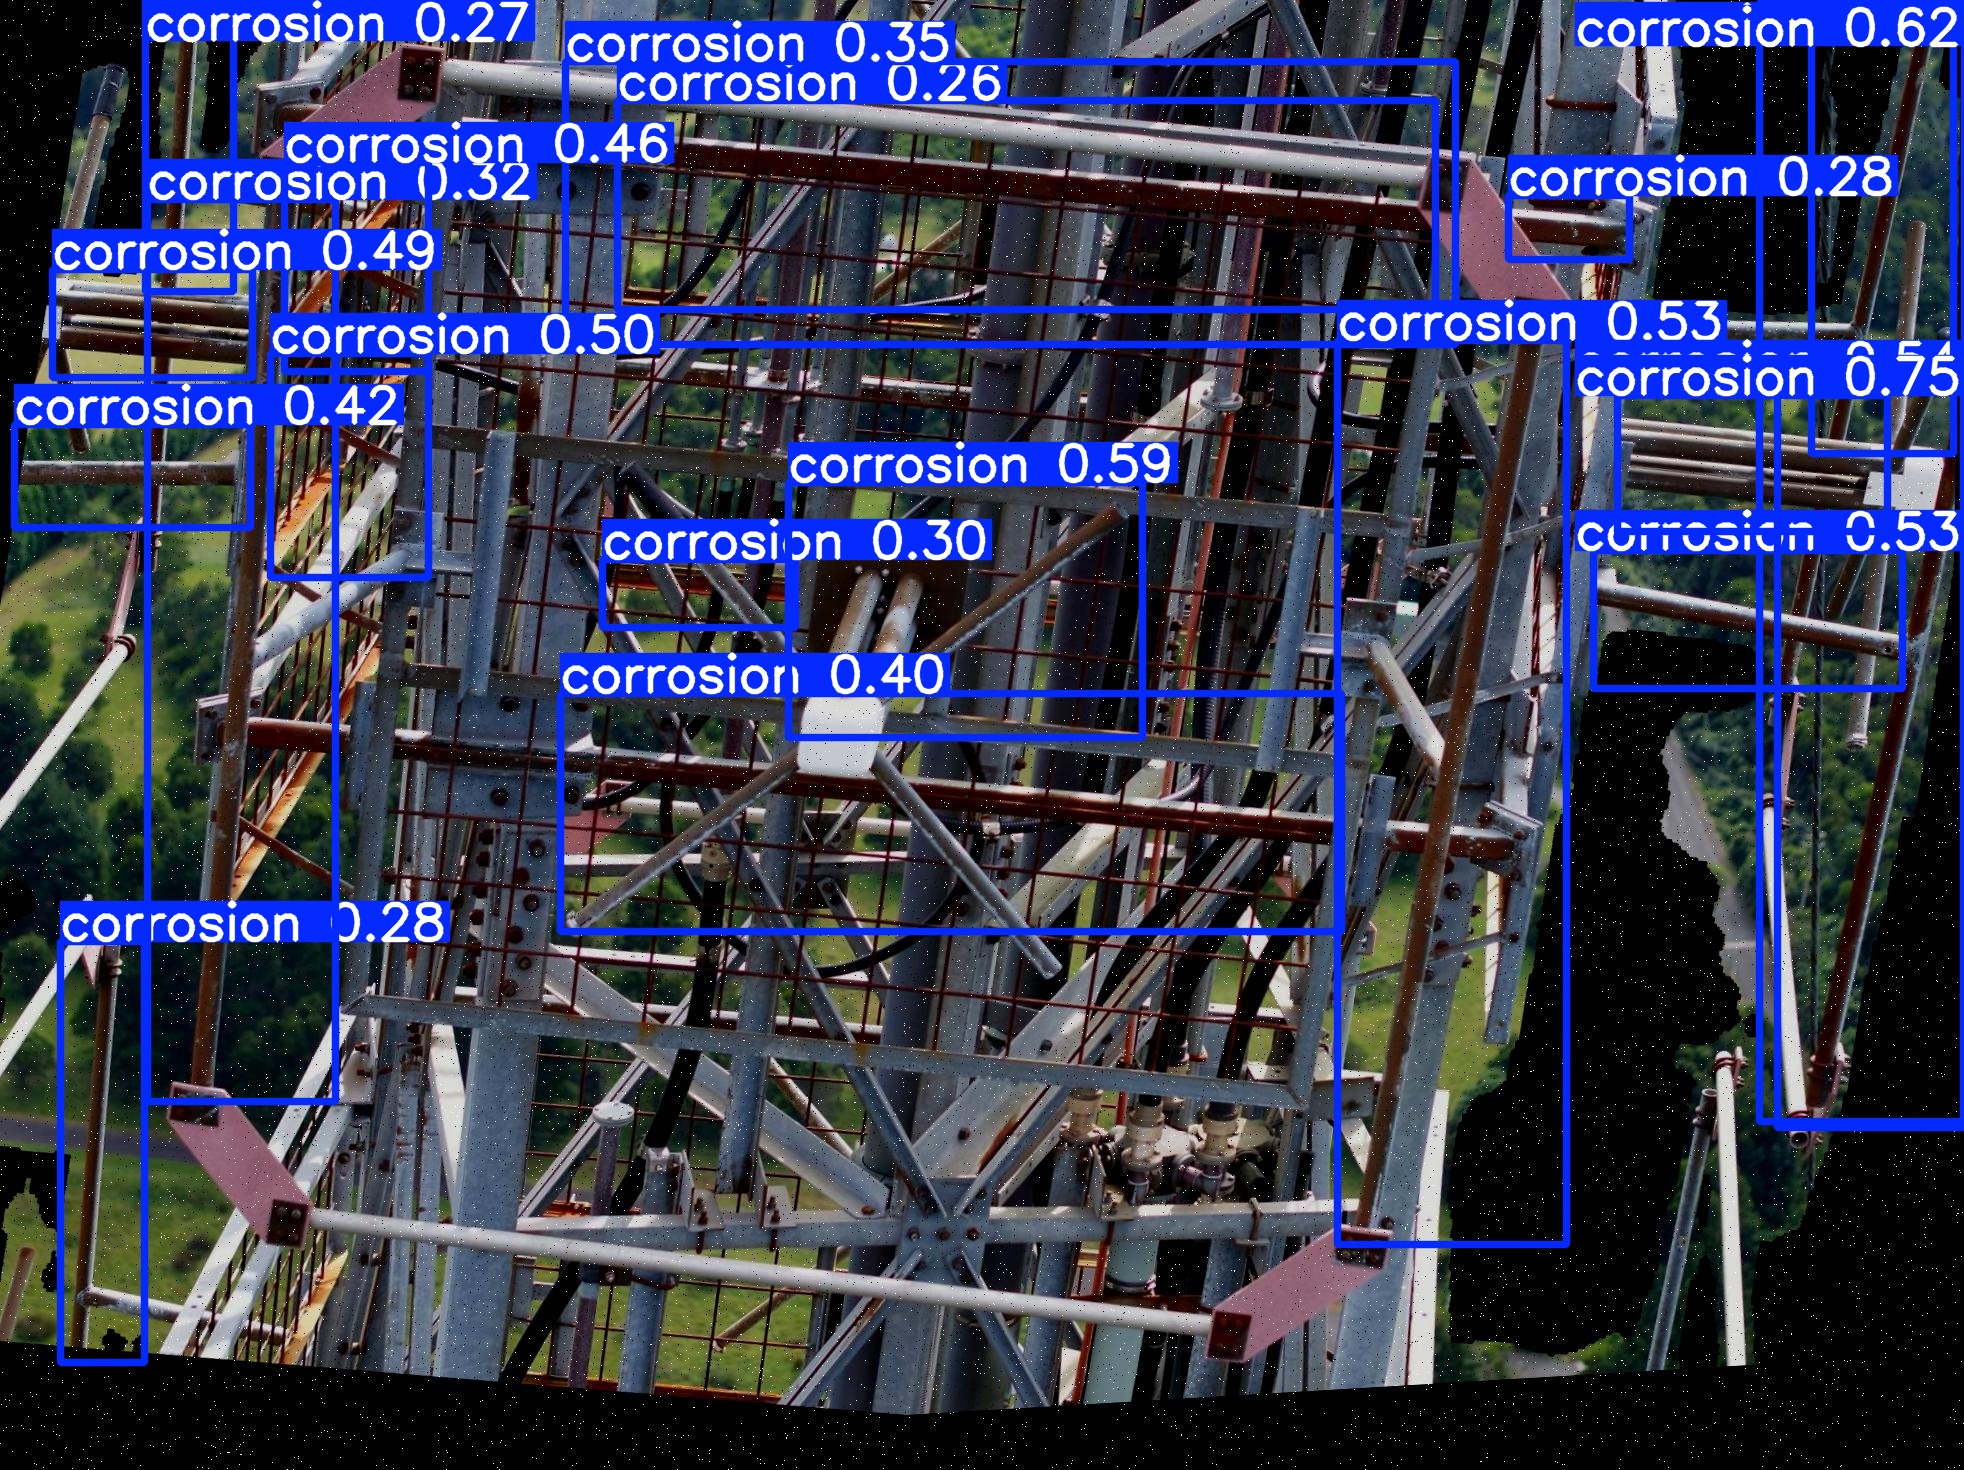 corrosion 0.27
corrosion 0.35
corrosion 0.62
corrosion 0.26
corrosion 0.46
corrosion 0.32
corrosion 0.28
corrosion 0.49
corrosion 0.50
corrosion 0.53
0.54
corrosion 0.75
corrosion 0.42
corrosion 0.59
corrosion 0.30
corrosion 0.53
corrosion 0.40
corrosion 0.28